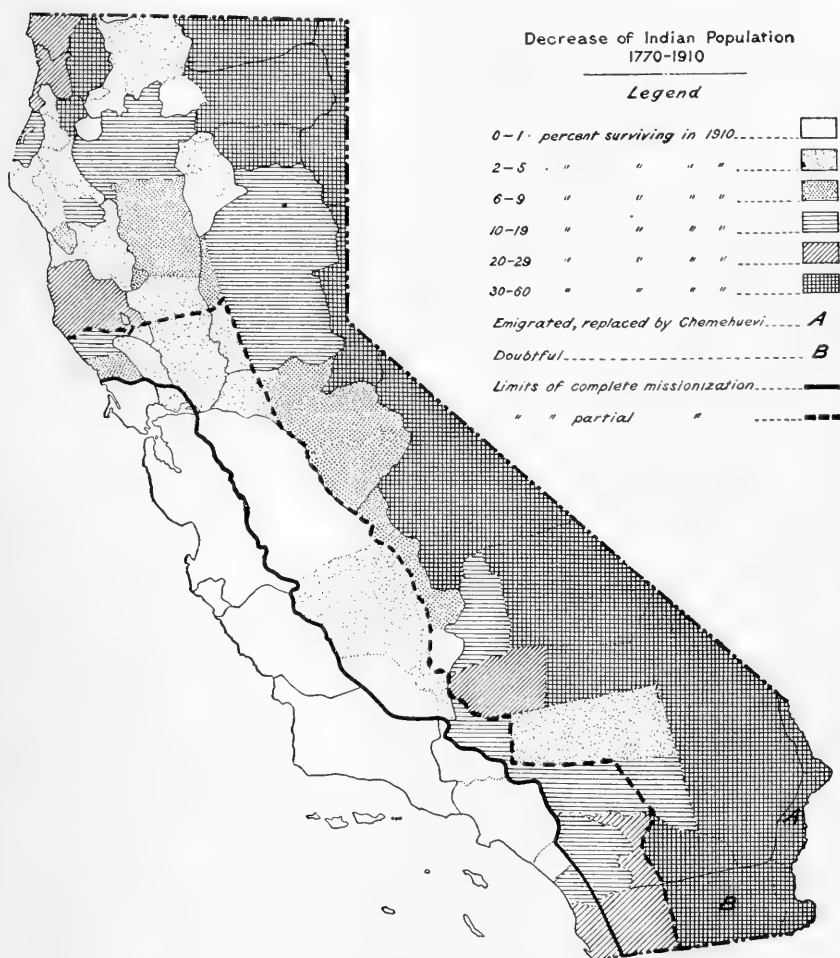 Decrease of Indian Population
1770-1910
Legend
0-1 · percent surviving in 1910
2-5 · " " " "
6-9 " " " "
10-19 " " " "
20-29 " " " "
30-60 " " " "
Emigrated, replaced by Chemehuevi A
Doubtful B
Limits of complete missionization
" " partial "
A
B